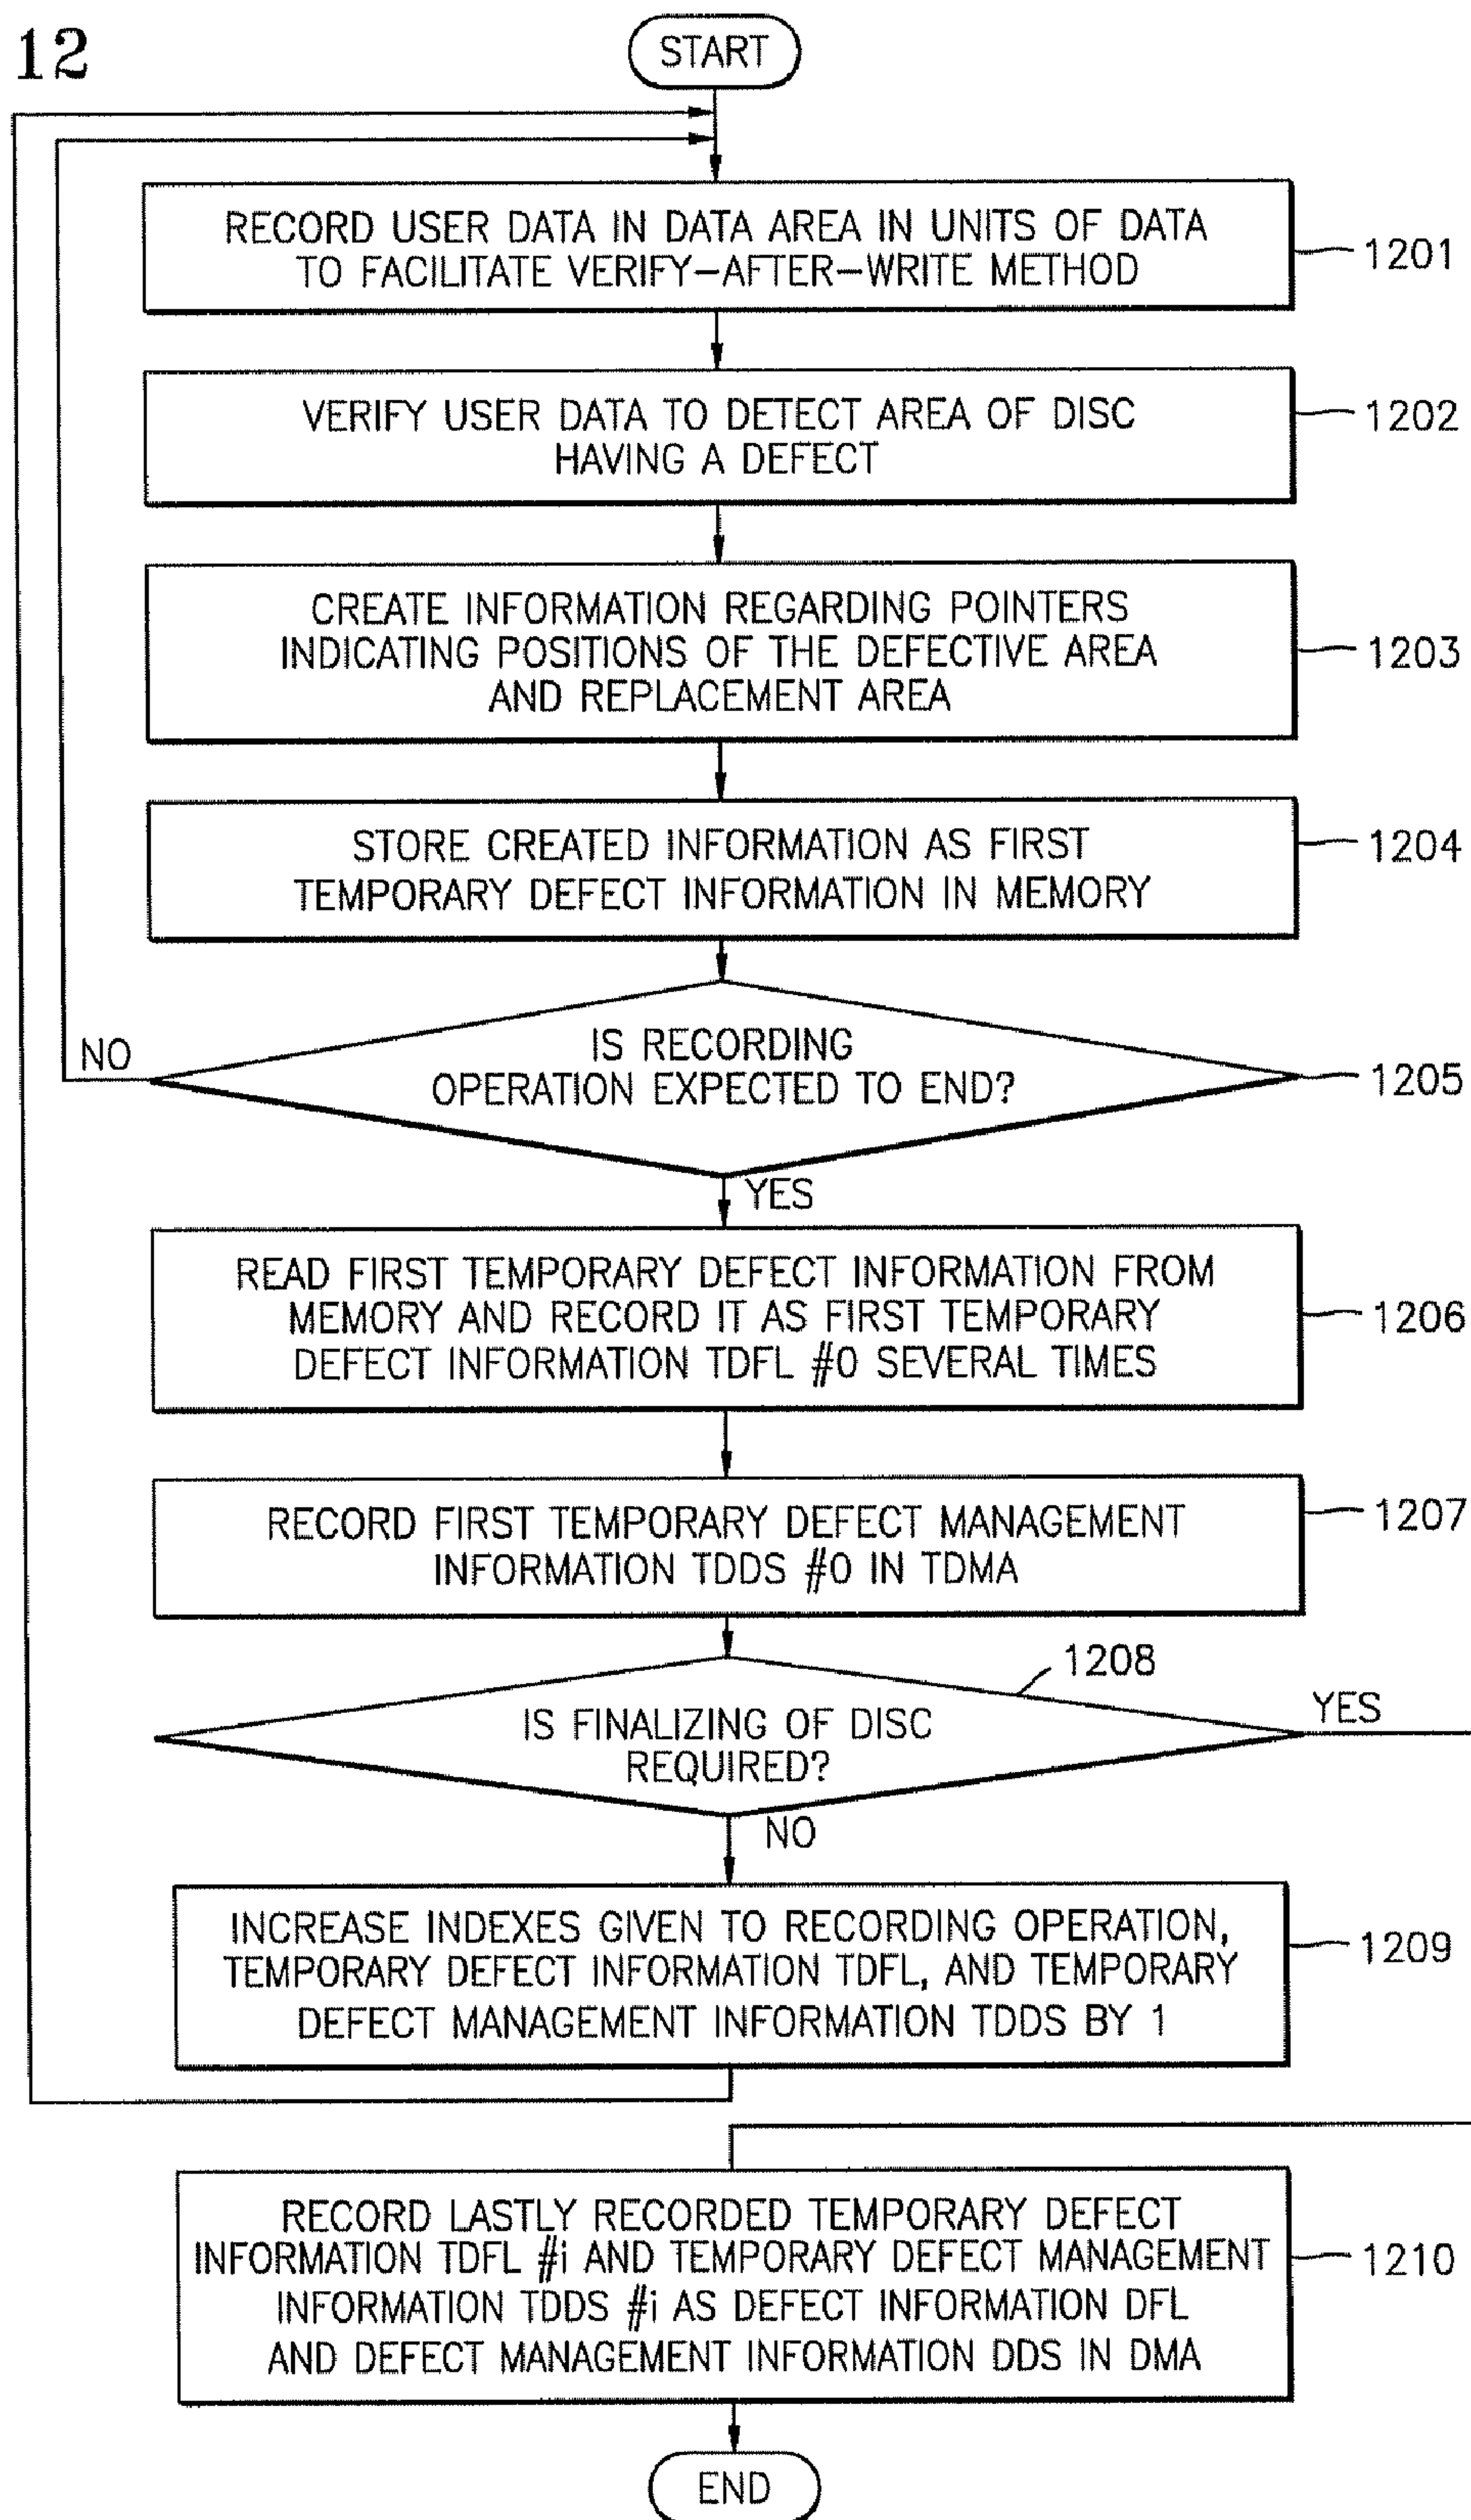 12
START
RECORD USER DATA IN DATA AREA IN UNITS OF DATA
TO FACILITATE VERIFY-AFTER-WRITE METHOD
1201
VERIFY USER DATA TO DETECT AREA OF DISC
HAVING A DEFECT
1202
CREATE INFORMATION REGARDING POINTERS
INDICATING POSITIONS OF THE DEFECTIVE AREA
AND REPLACEMENT AREA
1203
STORE CREATED INFORMATION AS FIRST
TEMPORARY DEFECT INFORMATION IN MEMORY
1204
NO
IS RECORDING
OPERATION EXPECTED TO END?
1205
YES
READ FIRST TEMPORARY DEFECT INFORMATION FROM
MEMORY AND RECORD IT AS FIRST TEMPORARY
DEFECT INFORMATION TDFL #0 SEVERAL TIMES
1206
RECORD FIRST TEMPORARY DEFECT MANAGEMENT
INFORMATION TDDS #0 IN TDMA
1207
1208
IS FINALIZING OF DISC
REQUIRED?
YES
NO
INCREASE INDEXES GIVEN TO RECORDING OPERATION,
TEMPORARY DEFECT INFORMATION TDFL, AND TEMPORARY
DEFECT MANAGEMENT INFORMATION TDDS BY 1
1209
RECORD LASTLY RECORDED TEMPORARY DEFECT
INFORMATION TDFL #i AND TEMPORARY DEFECT MANAGEMENT
INFORMATION TDDS #i AS DEFECT INFORMATION DFL
AND DEFECT MANAGEMENT INFORMATION DDS IN DMA
1210
END